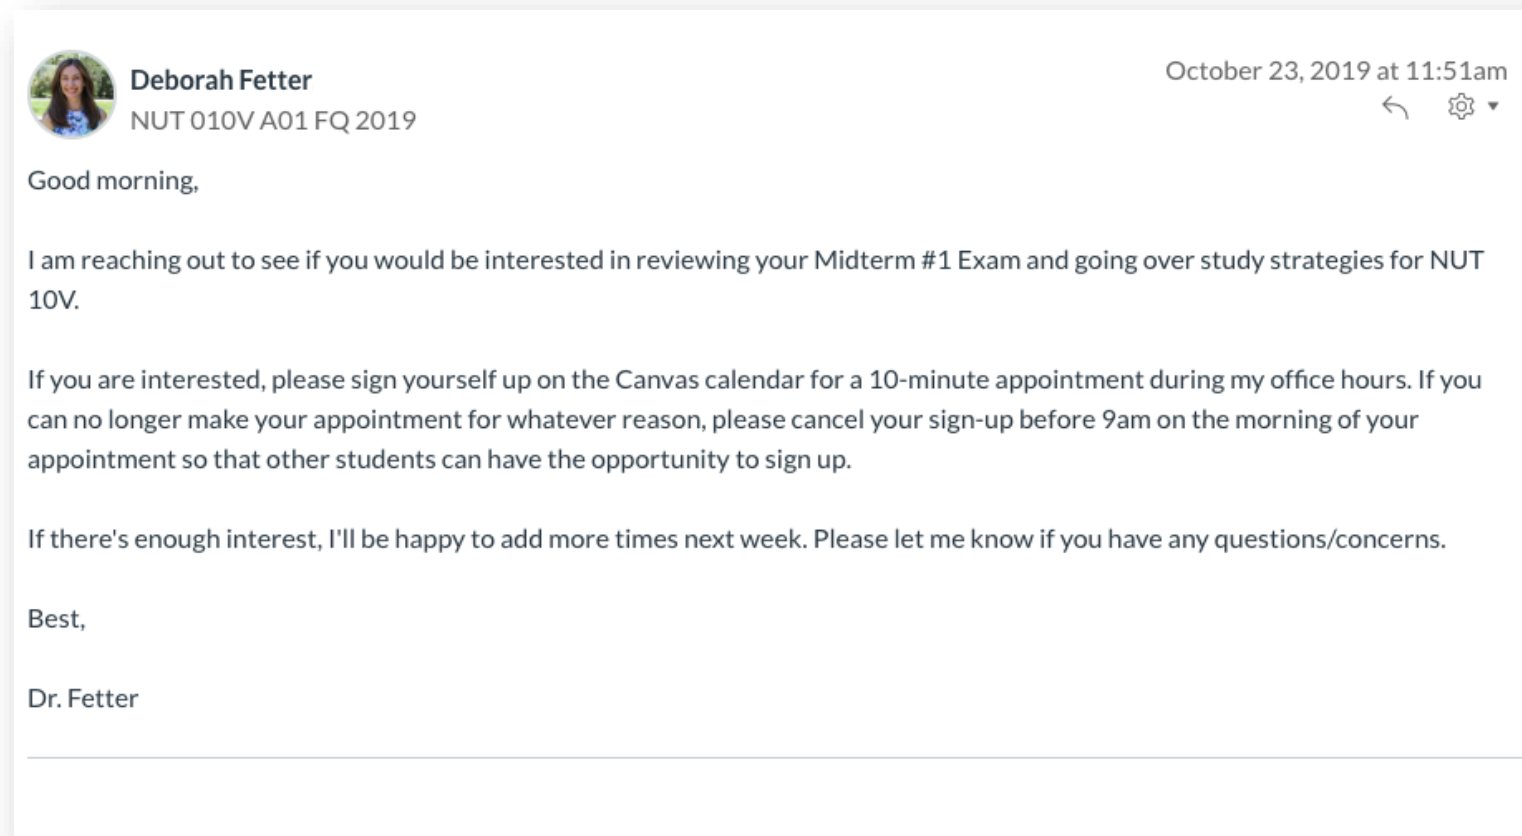 Deborah Fetter
October 23, 2019 at 11:51am
NUT 010V A01 FQ 2019
Good morning,
I am reaching out to see if you would be interested in reviewing your Midterm #1 Exam and going over study strategies for NUT
10V.
If you are interested, please sign yourself up on the Canvas calendar for a 10-minute appointment during my office hours. If you
can no longer make your appointment for whatever reason, please cancel your sign-up before 9am on the morning of your
appointment so that other students can have the opportunity to sign up.
If there's enough interest, I'll be happy to add more times next week. Please let me know if you have any questions/concerns.
Best,
Dr. Fetter